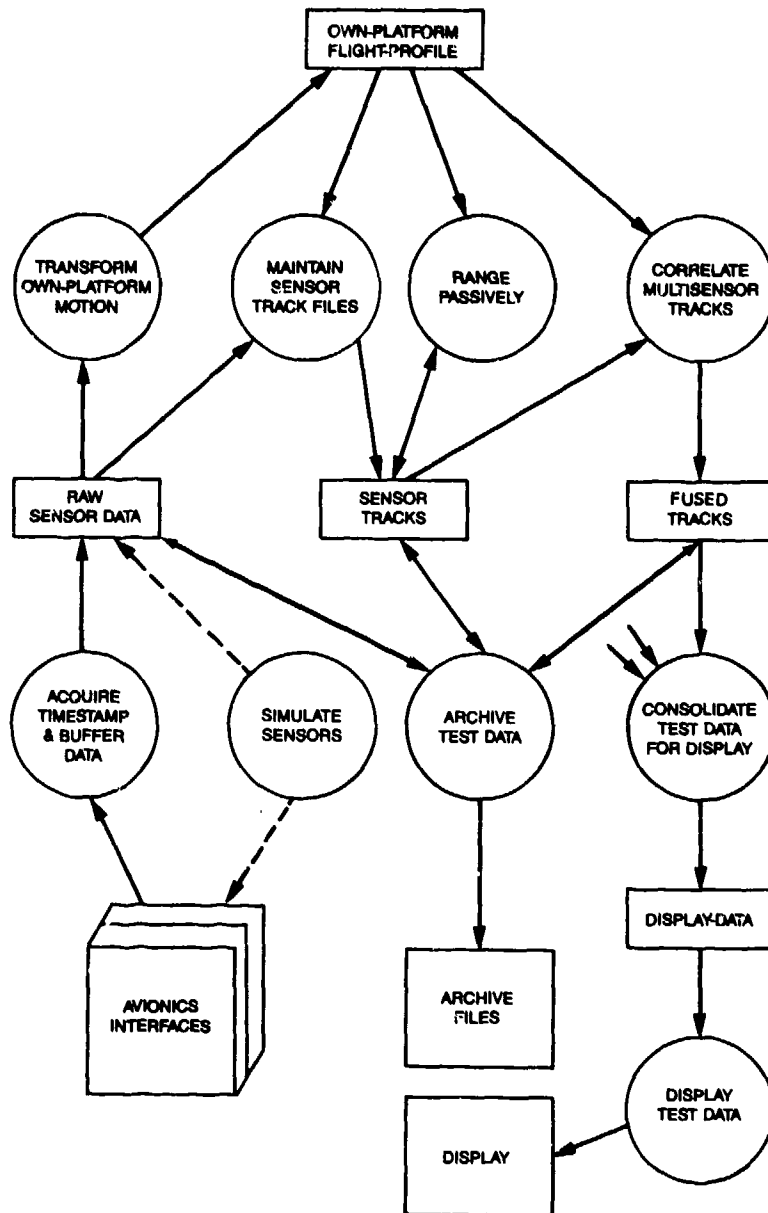 OWN-PLATFORM
FLIGHT-PROFILE
TRANSFORM
OWN-PLATFORM
MOTION
MAINTAIN
SENSOR
TRACK FILES
RANGE
PASSIVELY
CORRELATE
MULTISENSOR
TRACKS
RAW
SENSOR DATA
SENSOR
TRACKS
FUSED
TRACKS
ACQUIRE
TIMESTAMP
& BUFFER
DATA
SIMULATE
SENSORS
ARCHIVE
TEST DATA
CONSOLIDATE
TEST DATA
FOR DISPLAY
AVIONICS
INTERFACES
ARCHIVE
FILES
DISPLAY-DATA
DISPLAY
TEST DATA
DISPLAY